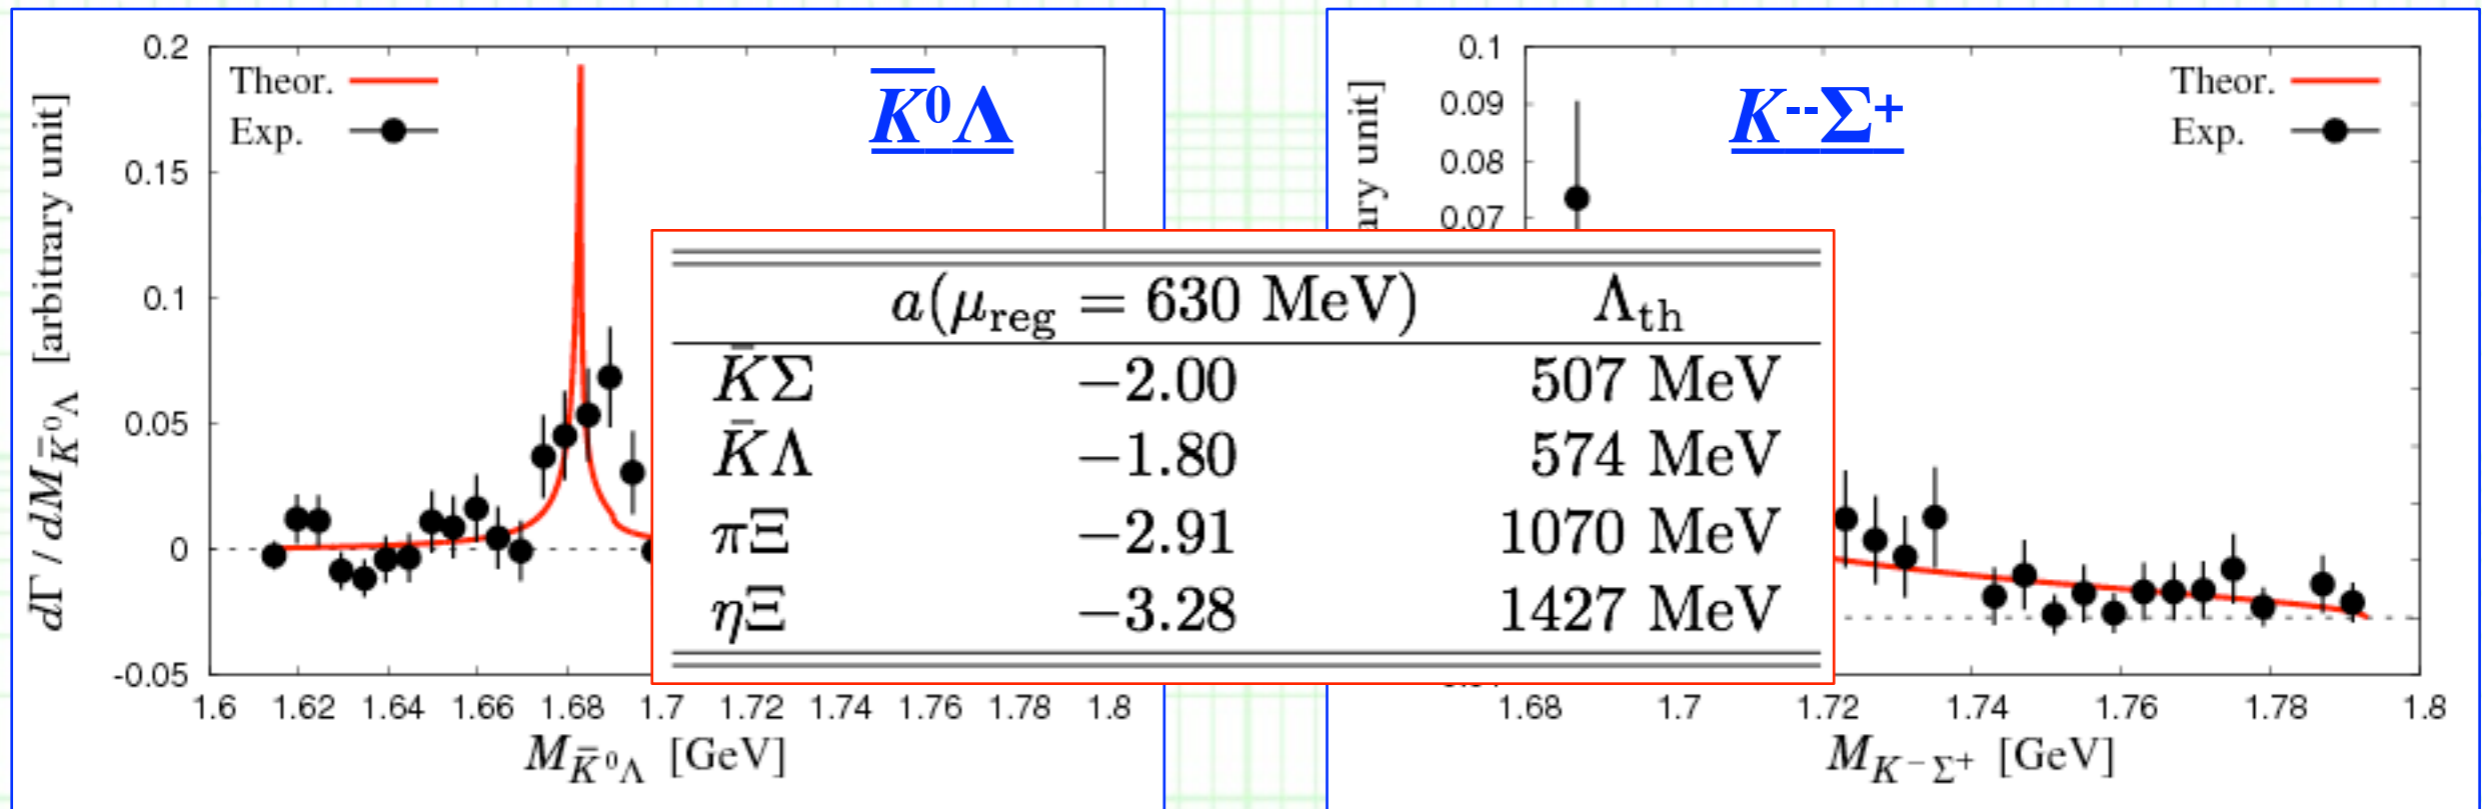 0.2
0.15
0.1
0.05
0
-0.05
dΓ / dM_K̄⁰Λ [arbitrary unit]
Theor.
Exp.
K̄⁰Λ
1.6 1.62 1.64 1.66 1.68 1.7 1.72 1.74 1.76 1.78 1.8
M_K̄⁰Λ [GeV]
a(μ_reg = 630 MeV) Λ_th
K̄Σ −2.00 507 MeV
K̄Λ −1.80 574 MeV
πΞ −2.91 1070 MeV
ηΞ −3.28 1427 MeV
0.1
0.09
0.08
0.07
ary unit]
K--Σ⁺
Theor.
Exp.
1.68 1.7 1.72 1.74 1.76 1.78 1.8
M_K⁻Σ⁺ [GeV]